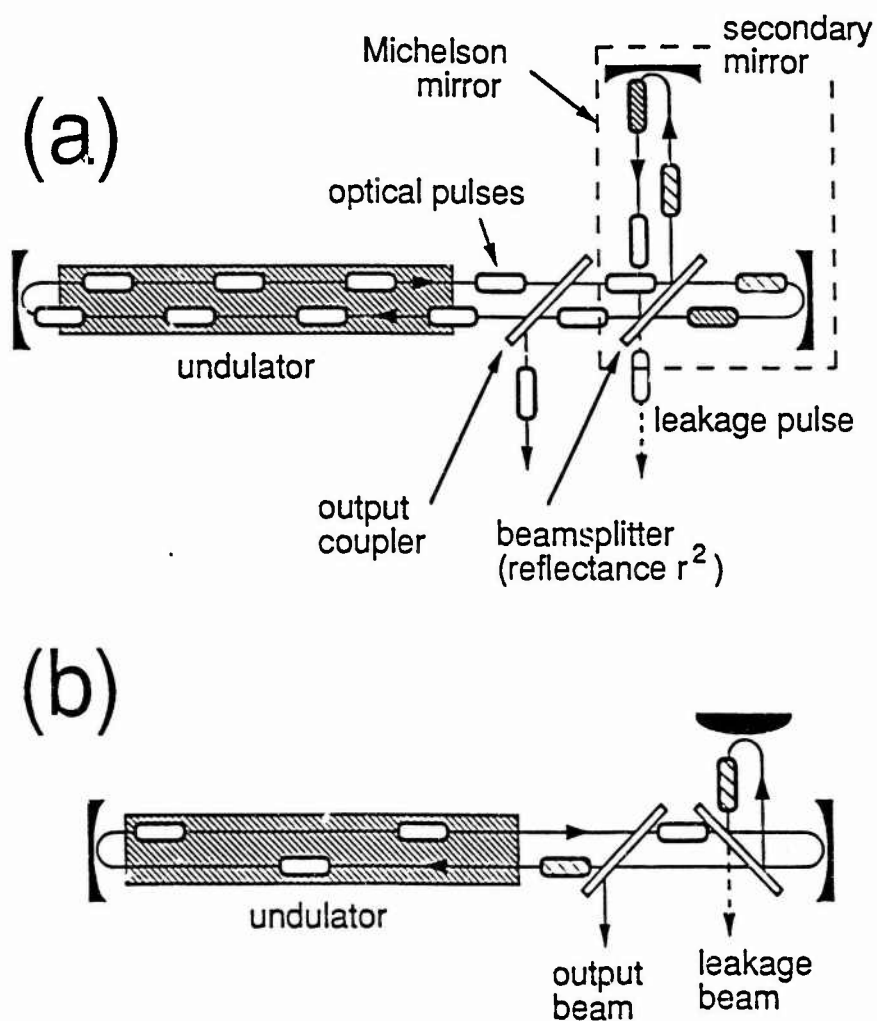 (a)
Michelson
mirror
secondary
mirror
optical pulses
undulator
leakage pulse
output
coupler
beamsplitter
(reflectance r²)
(b)
undulator
output
beam
leakage
beam